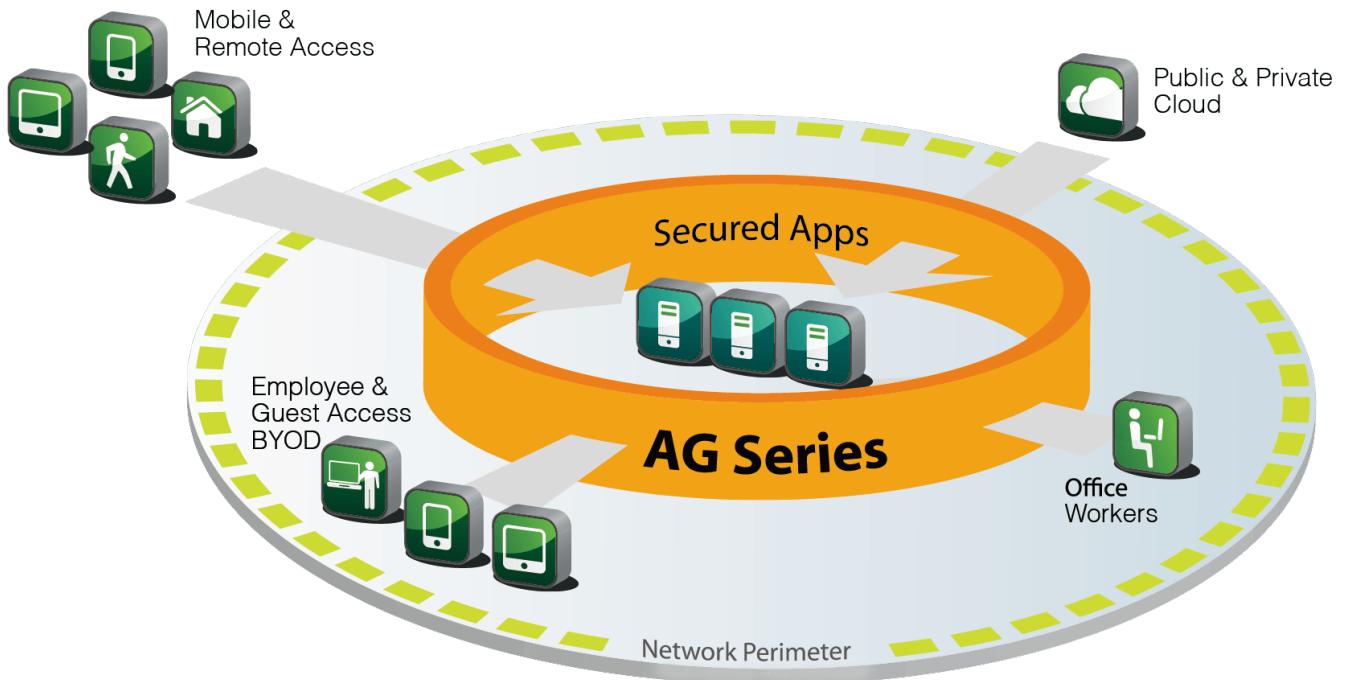 Mobile &
Remote Access
Public & Private
Cloud
Secured Apps
Employee &
Guest Access
BYOD
AG Series
Office
Workers
Network Perimeter